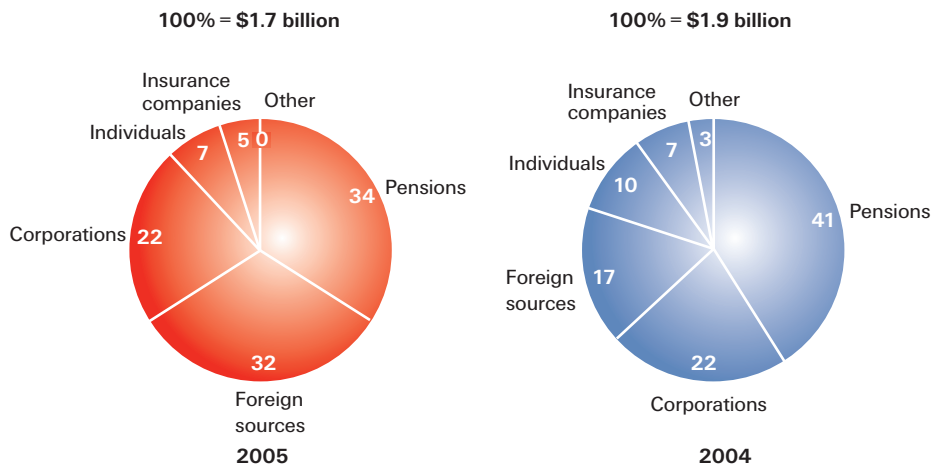 100% = $1.7 billion
Insurance
companies
Other
Individuals
5
0
7
34
Pensions
Corporations
22
32
Foreign
sources
2005
100% = $1.9 billion
Insurance
companies
Other
3
7
Individuals
10
41
Pensions
Foreign
sources
17
22
Corporations
2004